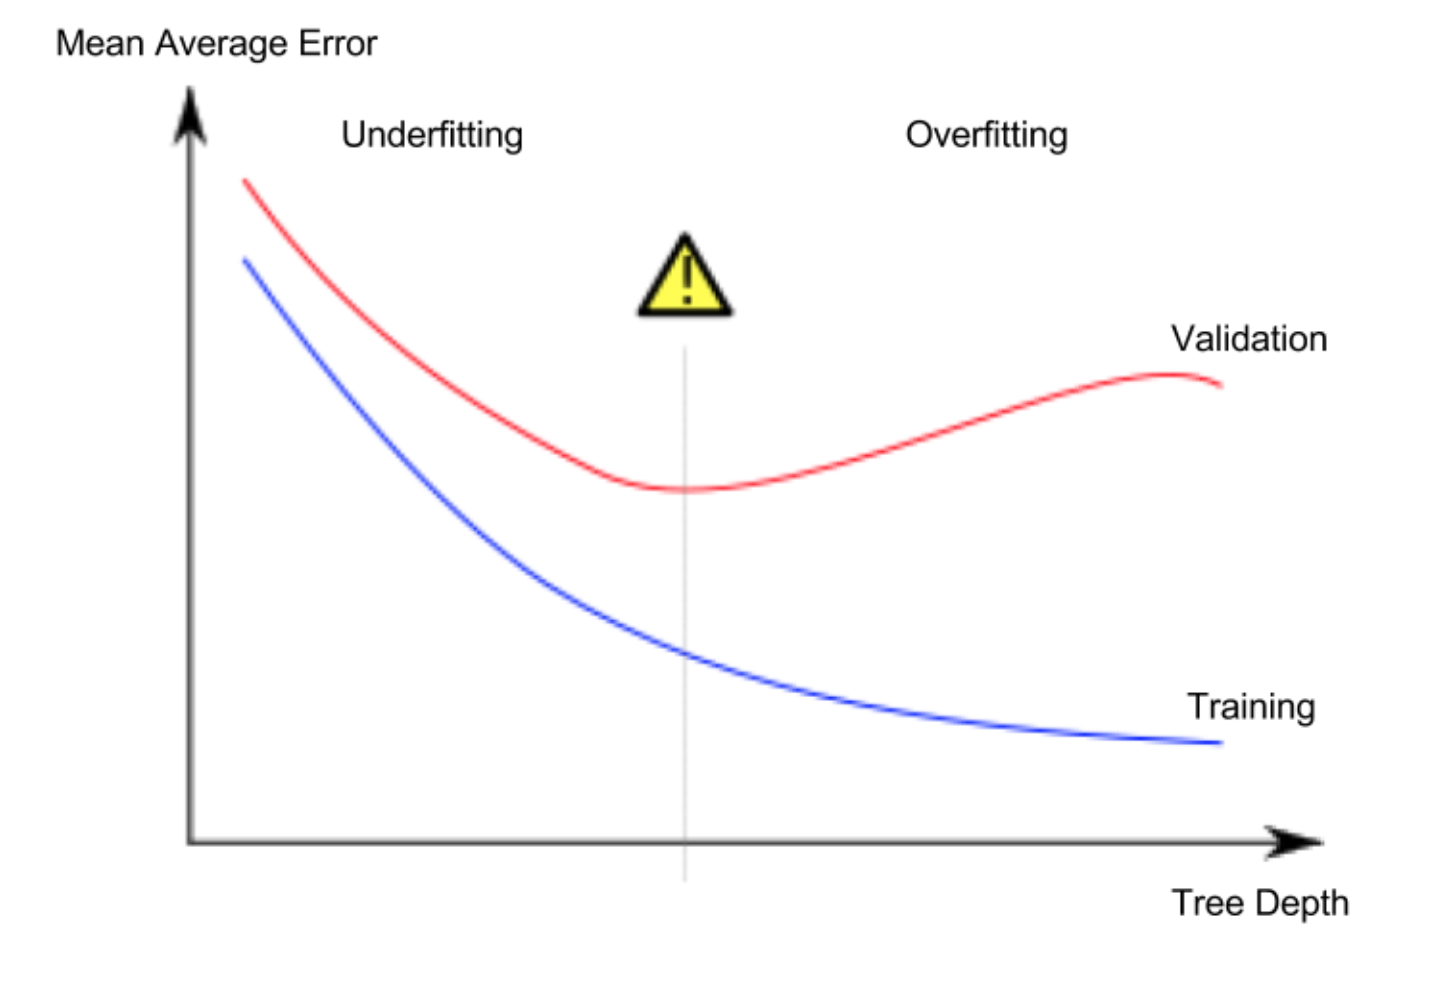 Mean Average Error
Underfitting
Overfitting
!
Validation
Training
Tree Depth